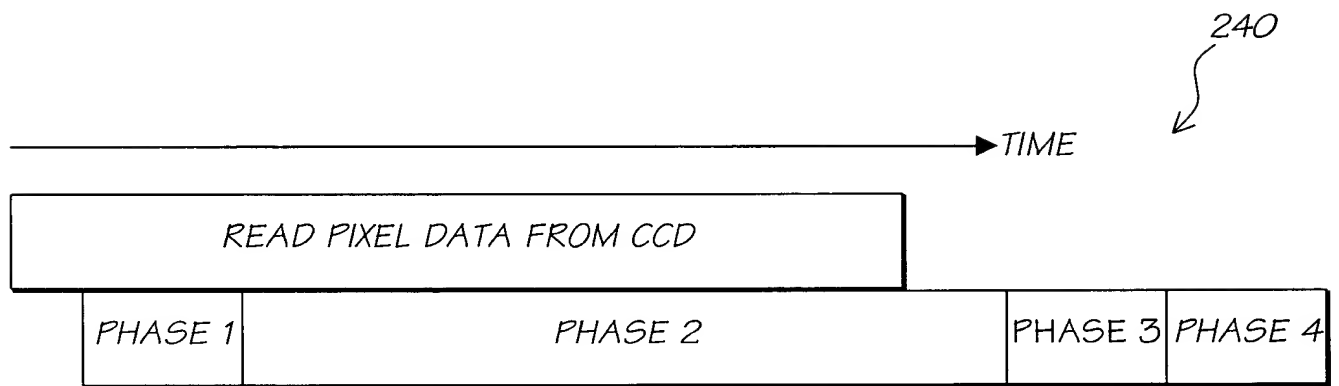 240
TIME
READ PIXEL DATA FROM CCD
PHASE 1 PHASE 2 PHASE 3 PHASE 4